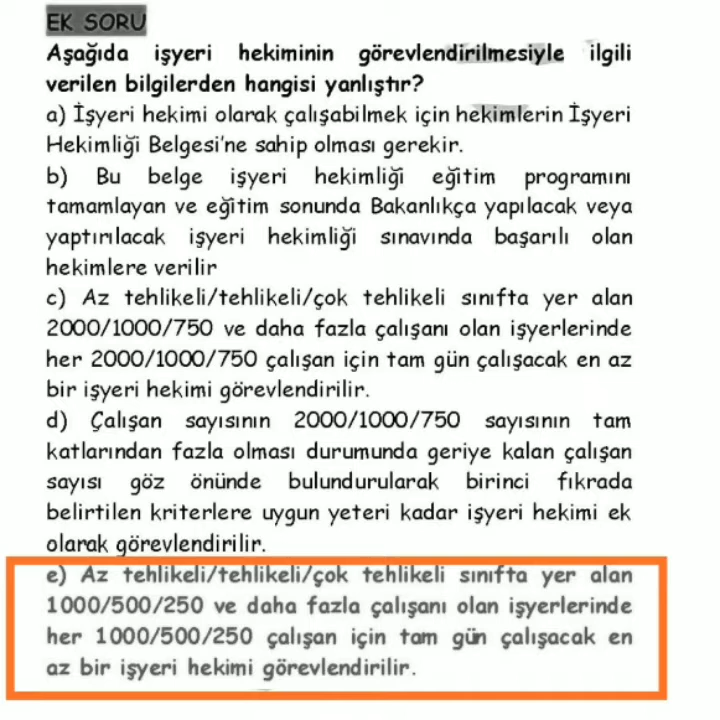 EK SORU
Aşağıda işyeri hekiminin görevlendirilmesiyle ilgili
verilen bilgilerden hangisi yanlıştır?
a) İşyeri hekimi olarak çalışabilmek için hekimlerin İşyeri
Hekimliği Belgesi'ne sahip olması gerekir.
b) Bu belge işyeri hekimliği eğitim programını
tamamlayan ve eğitim sonunda Bakanlıkça yapılacak veya
yaptırılacak işyeri hekimliği sınavında başarılı olan
hekimlere verilir
c) Az tehlikeli/tehlikeli/çok tehlikeli sınıfta yer alan
2000/1000/750 ve daha fazla çalışanı olan işyerlerinde
her 2000/1000/750 çalışan için tam gün çalışacak en az
bir işyeri hekimi görevlendirilir.
d) Çalışan sayısının 2000/1000/750 sayısının tam
katlarından fazla olması durumunda geriye kalan çalışan
sayısı göz önünde bulundurularak birinci fıkrada
belirtilen kriterlere uygun yeteri kadar işyeri hekimi ek
olarak görevlendirilir.
e) Az tehlikeli/tehlikeli/çok tehlikeli sınıfta yer alan
1000/500/250 ve daha fazla çalışanı olan işyerlerinde
her 1000/500/250 çalışan için tam gün çalışacak en
az bir işyeri hekimi görevlendirilir.